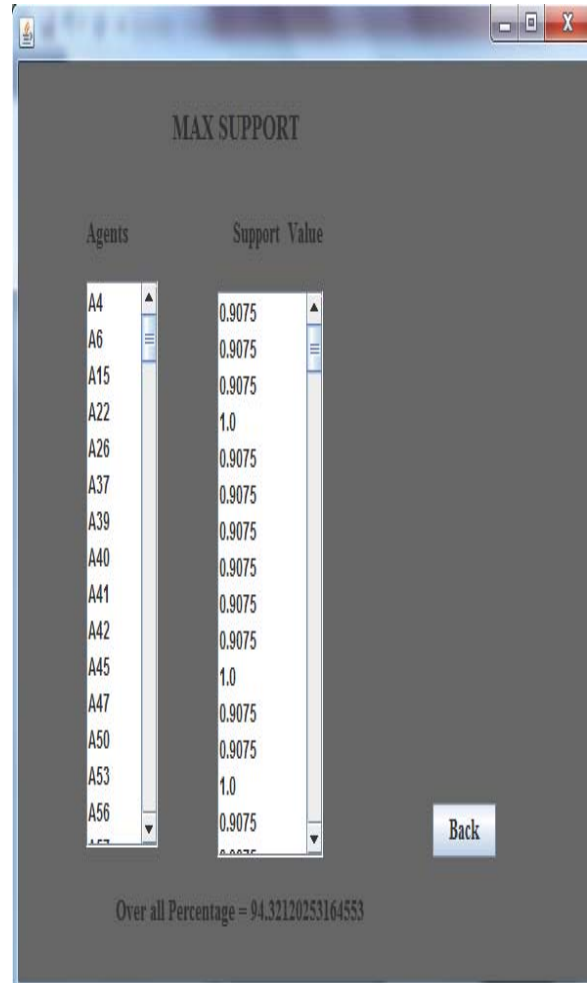 MAX SUPPORT
Agents Support Value
A4 0.9075
A6 0.9075
A15 0.9075
A22 1.0
A26 0.9075
A37 0.9075
A39 0.9075
A40 0.9075
A41 0.9075
A42 0.9075
A45 1.0
A47 0.9075
A50 0.9075
A53 1.0
A56 0.9075
Back
Over all Percentage = 94.32120253164553